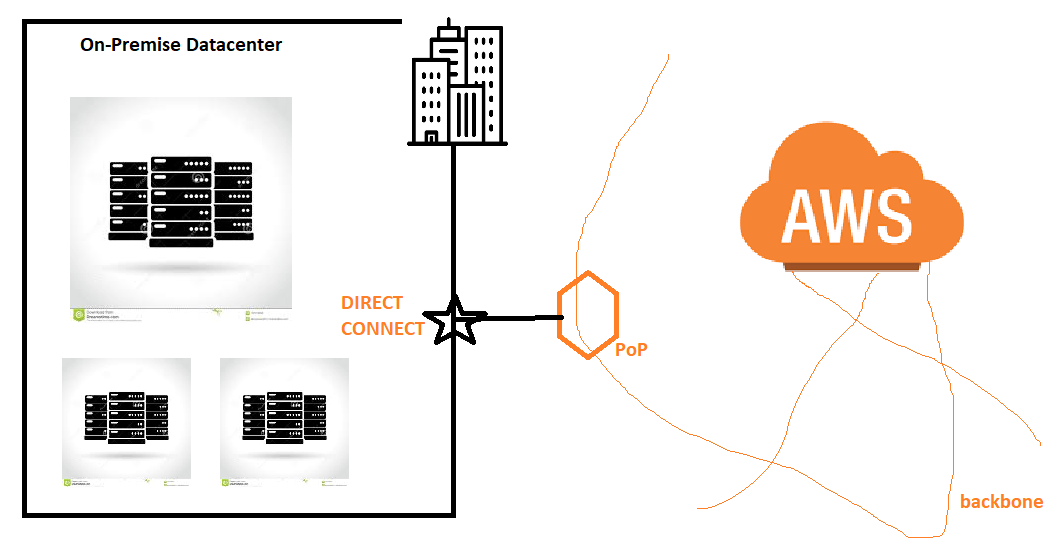 On-Premise Datacenter
AWS
DIRECT
CONNECT
PoP
backbone